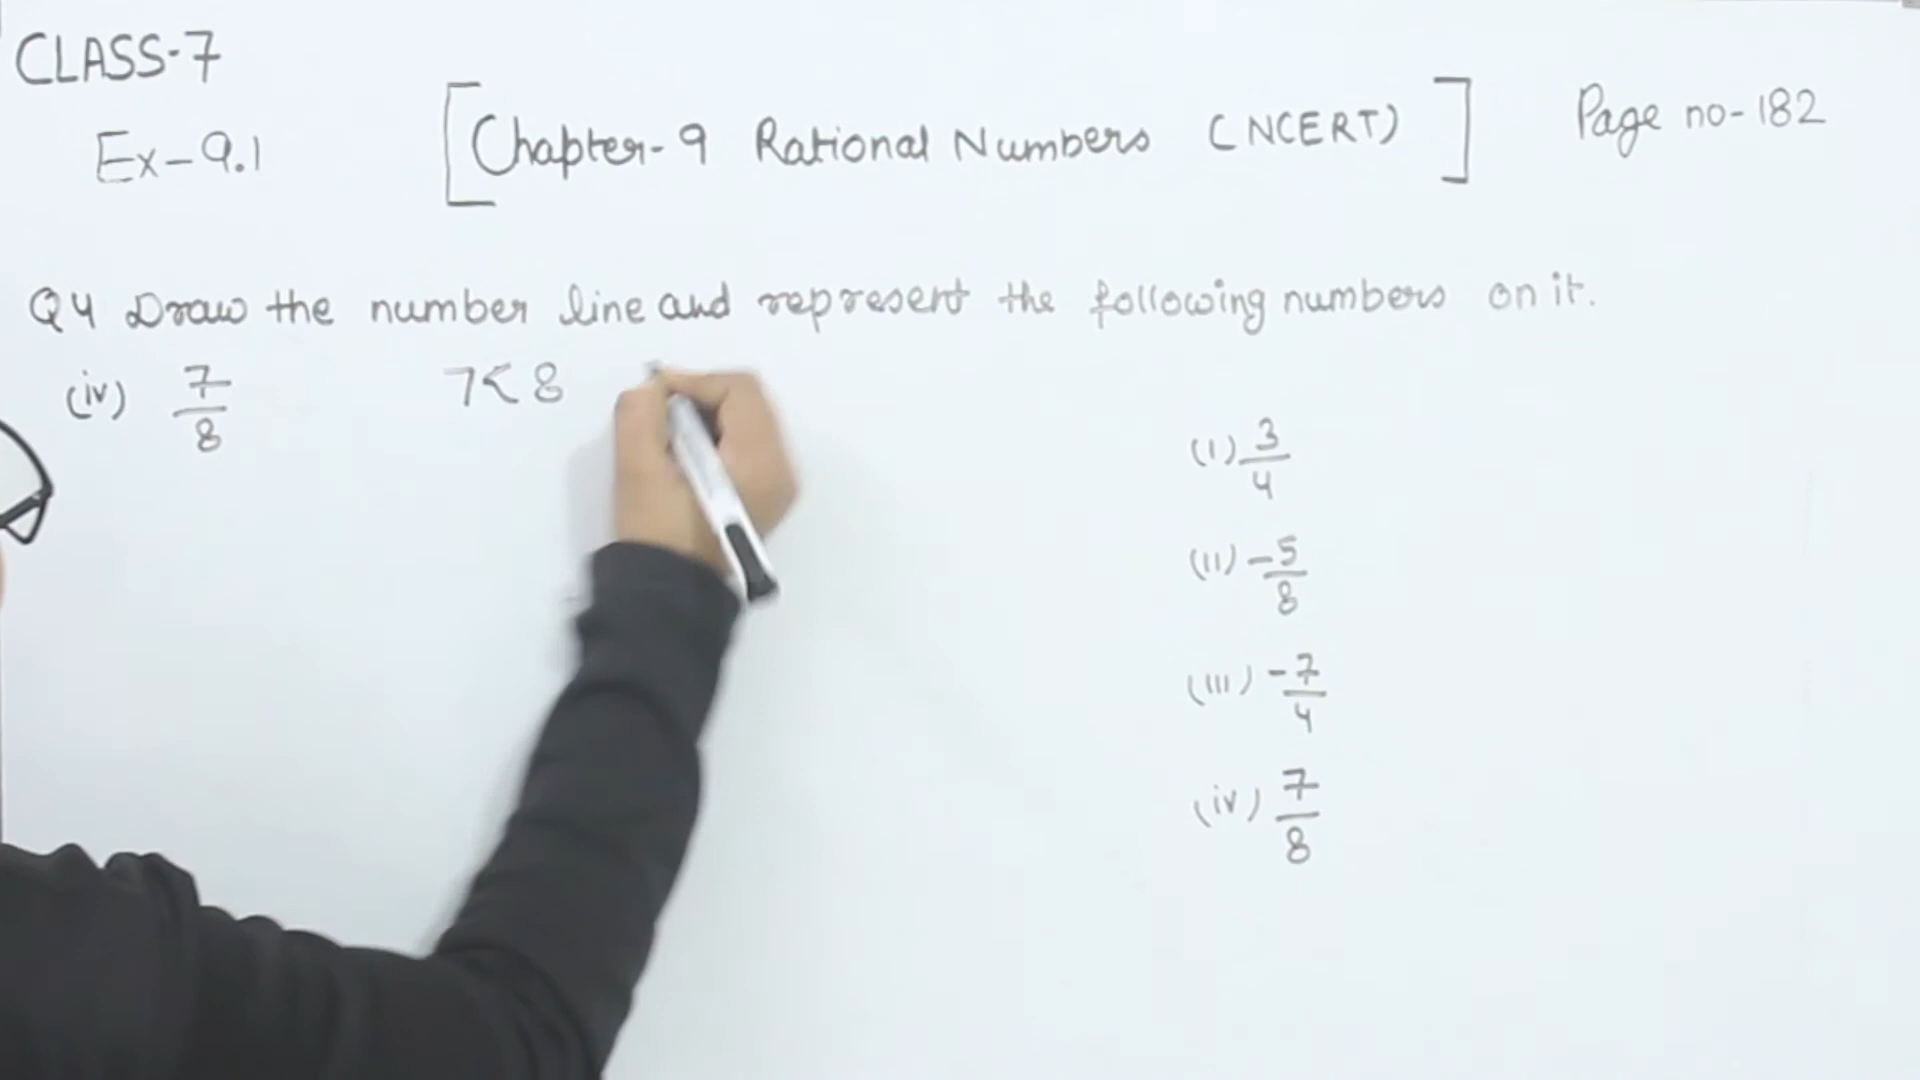 CLASS-7
Ex-9.1 [Chapter-9 Rational Numbers (NCERT)] Page no-182
Q4 Draw the number line and represent the following numbers on it.
(iv) 7/8 7<8
(i) 3/4
(ii) -5/8
(iii) -7/4
(iv) 7/8